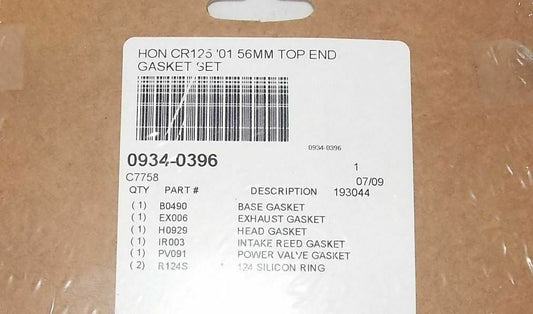 HON CR125 '01 56MM TOP END
GASKET SET
0934-0396
0934-0396
1
C7758
07/09
QTY PART # DESCRIPTION 193044
(1) B0490 BASE GASKET
(1) EX006 EXHAUST GASKET
(1) H0929 HEAD GASKET
(1) IR003 INTAKE REED GASKET
(1) PV091 POWER VALVE GASKET
(2) R124S 124 SILICON RING